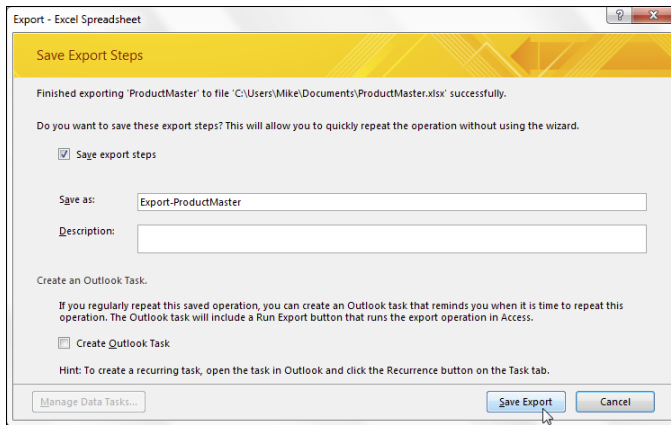 Export - Excel Spreadsheet
Save Export Steps
Finished exporting 'ProductMaster' to file 'C:\Users\Mike\Documents\ProductMaster.xlsx' successfully.
Do you want to save these export steps? This will allow you to quickly repeat the operation without using the wizard.
Save export steps
Save as: Export-ProductMaster
Description:
Create an Outlook Task.
If you regularly repeat this saved operation, you can create an Outlook task that reminds you when it is time to repeat this
operation. The Outlook task will include a Run Export button that runs the export operation in Access.
Create Outlook Task
Hint: To create a recurring task, open the task in Outlook and click the Recurrence button on the Task tab.
Manage Data Tasks... Save Export Cancel